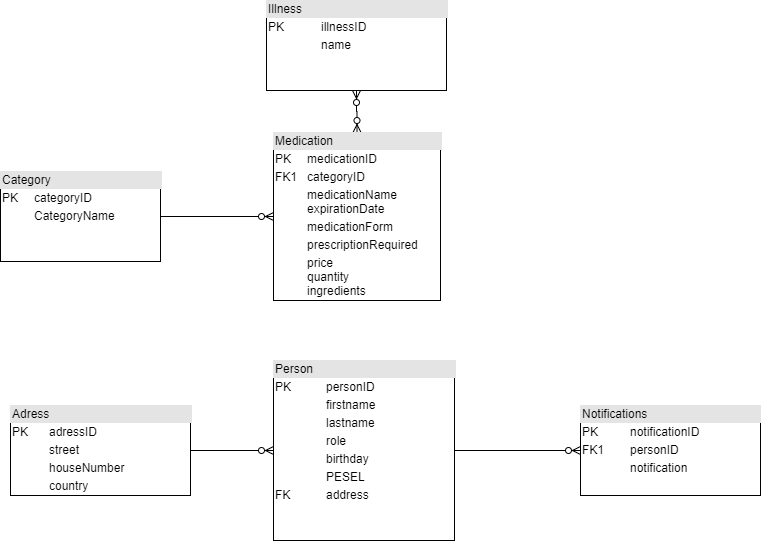 Illness
PK illnessID
name
Medication
PK medicationID
FK1 categoryID
medicationName
expirationDate
medicationForm
prescriptionRequired
price
quantity
ingredients
Category
PK categoryID
CategoryName
Person
PK personID
firstname
lastname
role
birthday
PESEL
FK address
Adress
PK adressID
street
houseNumber
country
Notifications
PK notificationID
FK1 personID
notification